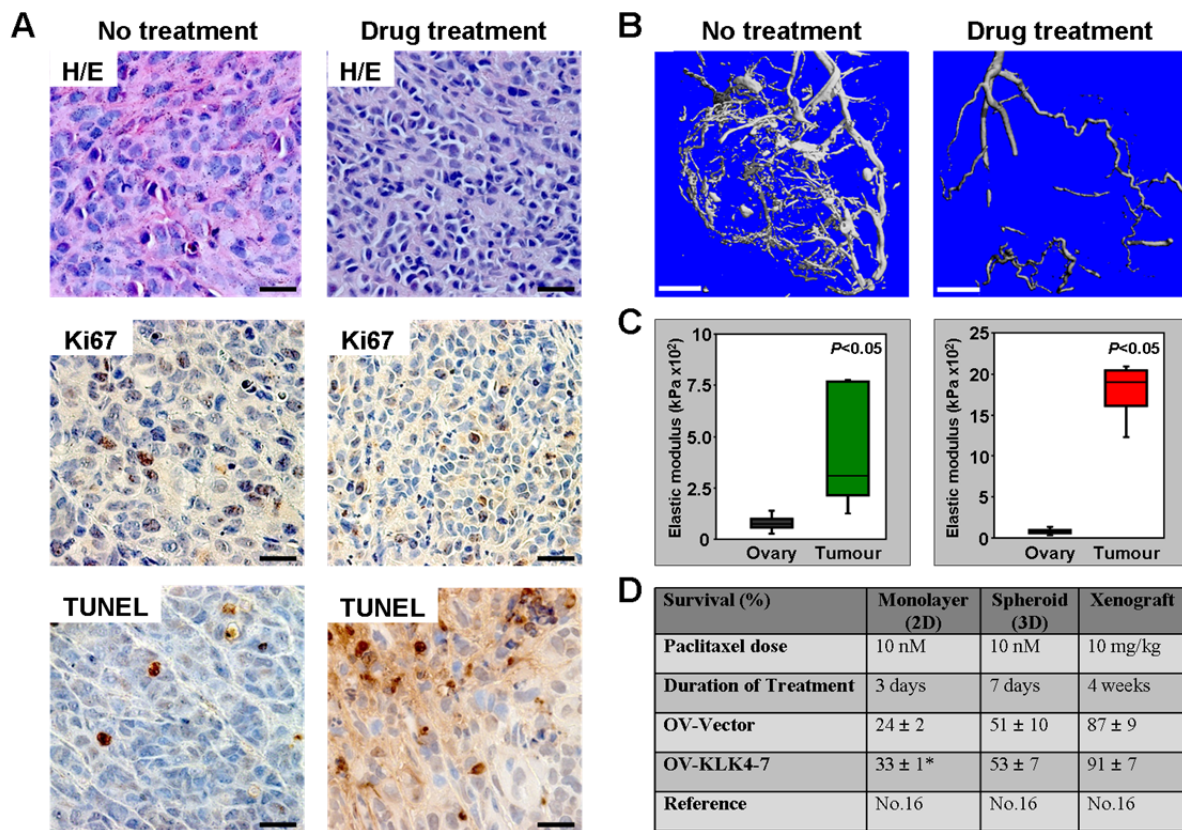 A
No treatment
Drug treatment
H/E
H/E
Ki67
Ki67
TUNEL
TUNEL
B
No treatment
Drug treatment
C
Elastic modulus (kPa x10²)
10
7.5
5.0
2.5
0
P<0.05
Ovary
Tumour
Elastic modulus (kPa x10²)
25
20
15
10
5
0
P<0.05
Ovary
Tumour
D
Survival (%) Monolayer (2D) Spheroid (3D) Xenograft
Paclitaxel dose 10 nM 10 nM 10 mg/kg
Duration of Treatment 3 days 7 days 4 weeks
OV-Vector 24 ± 2 51 ± 10 87 ± 9
OV-KLK4-7 33 ± 1* 53 ± 7 91 ± 7
Reference No.16 No.16 No.16